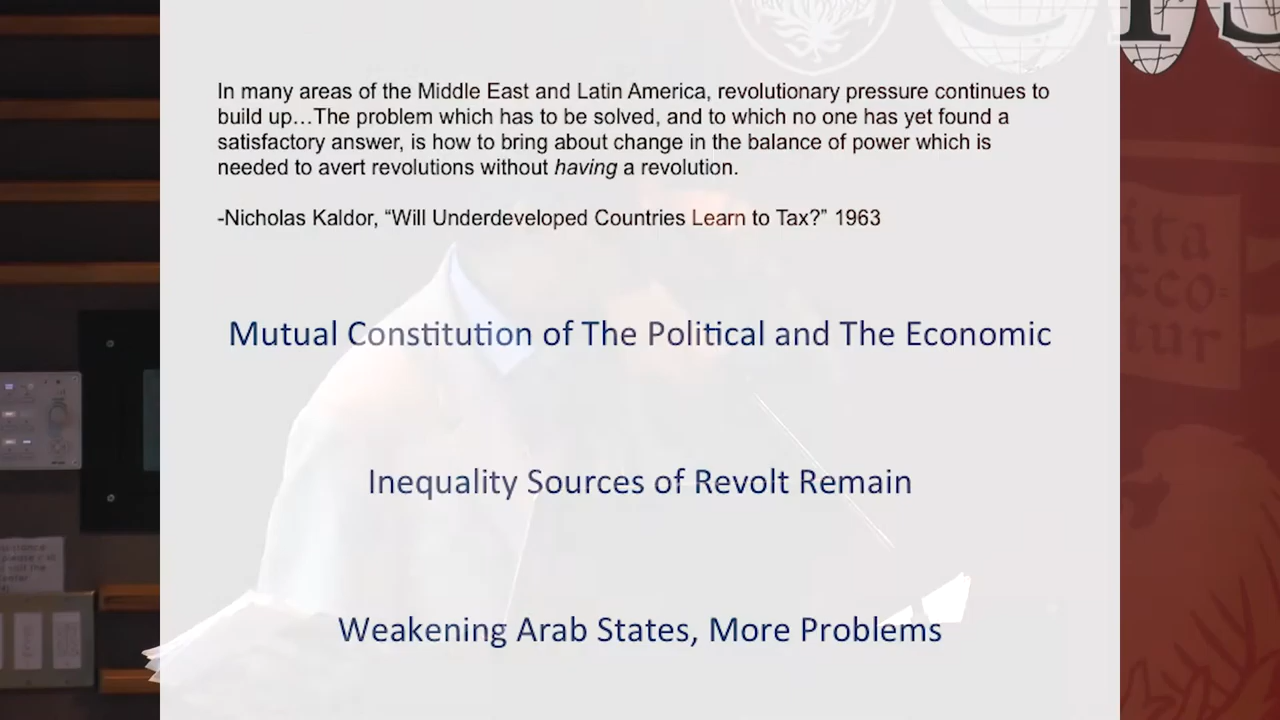 In many areas of the Middle East and Latin America, revolutionary pressure continues to
build up…The problem which has to be solved, and to which no one has yet found a
satisfactory answer, is how to bring about change in the balance of power which is
needed to avert revolutions without having a revolution.
-Nicholas Kaldor, “Will Underdeveloped Countries Learn to Tax?” 1963
Mutual Constitution of The Political and The Economic
Inequality Sources of Revolt Remain
Weakening Arab States, More Problems